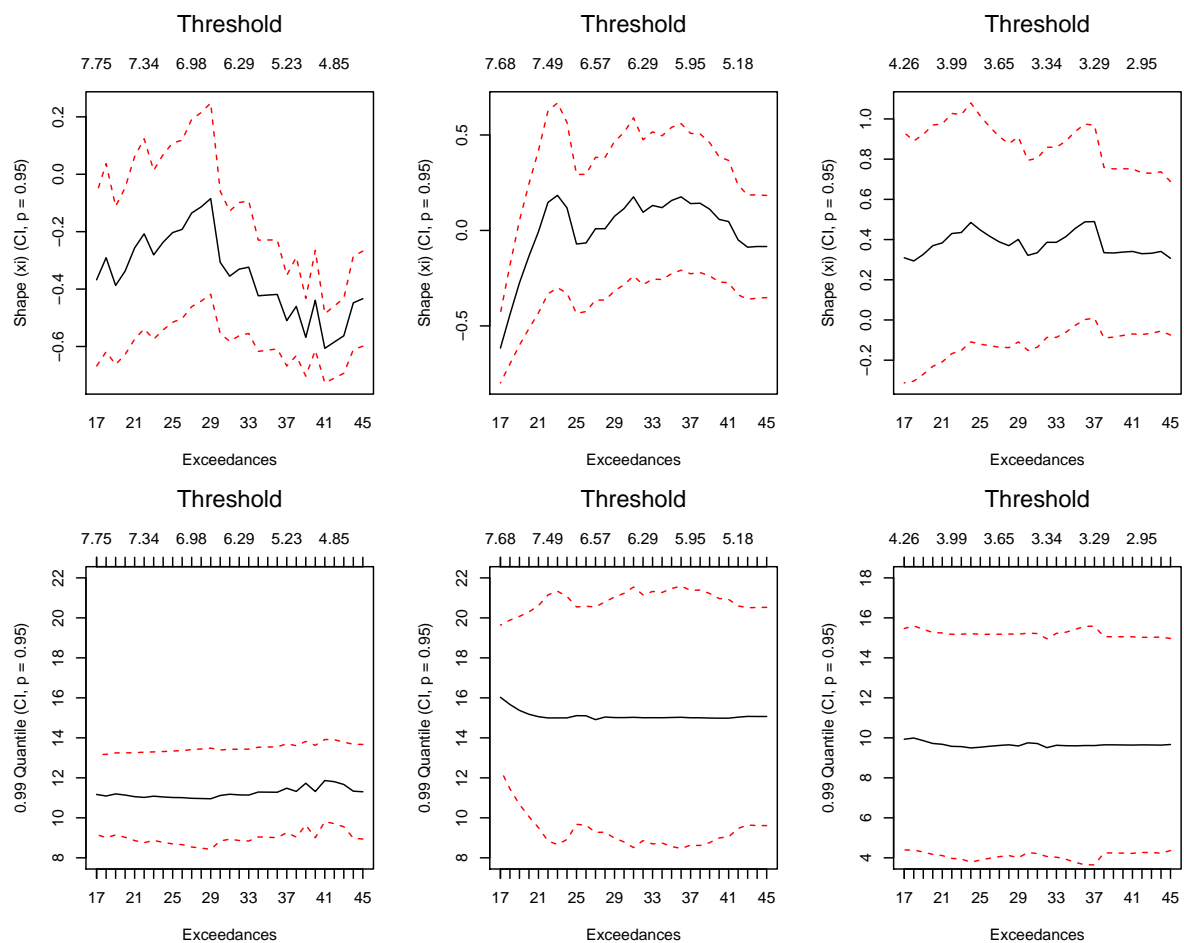 Threshold
7.75 7.34 6.98 6.29 5.23 4.85
Shape (xi) (CI, p = 0.95)
0.2
0.0
−0.2
−0.4
−0.6
17 21 25 29 33 37 41 45
Exceedances
Threshold
7.68 7.49 6.57 6.29 5.95 5.18
Shape (xi) (CI, p = 0.95)
0.5
0.0
−0.5
17 21 25 29 33 37 41 45
Exceedances
Threshold
4.26 3.99 3.65 3.34 3.29 2.95
Shape (xi) (CI, p = 0.95)
1.0
0.8
0.6
0.4
0.2
0.0
−0.2
17 21 25 29 33 37 41 45
Exceedances
Threshold
7.75 7.34 6.98 6.29 5.23 4.85
0.99 Quantile (CI, p = 0.95)
22
20
18
16
14
12
10
8
17 21 25 29 33 37 41 45
Exceedances
Threshold
7.68 7.49 6.57 6.29 5.95 5.18
0.99 Quantile (CI, p = 0.95)
22
20
18
16
14
12
10
8
17 21 25 29 33 37 41 45
Exceedances
Threshold
4.26 3.99 3.65 3.34 3.29 2.95
0.99 Quantile (CI, p = 0.95)
18
16
14
12
10
8
6
4
17 21 25 29 33 37 41 45
Exceedances